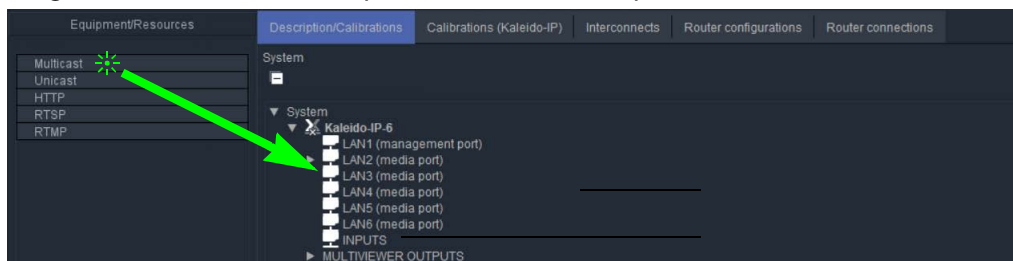 Equipment/Resources
Description/Calibrations
Calibrations (Kaleido-IP)
Interconnects
Router configurations
Router connections
Multicast
Unicast
HTTP
RTSP
RTMP
System
System
Kaleido-IP-6
LAN1 (management port)
LAN2 (media port)
LAN3 (media port)
LAN4 (media port)
LAN5 (media port)
LAN6 (media port)
INPUTS
MULTIVIEWER OUTPUTS